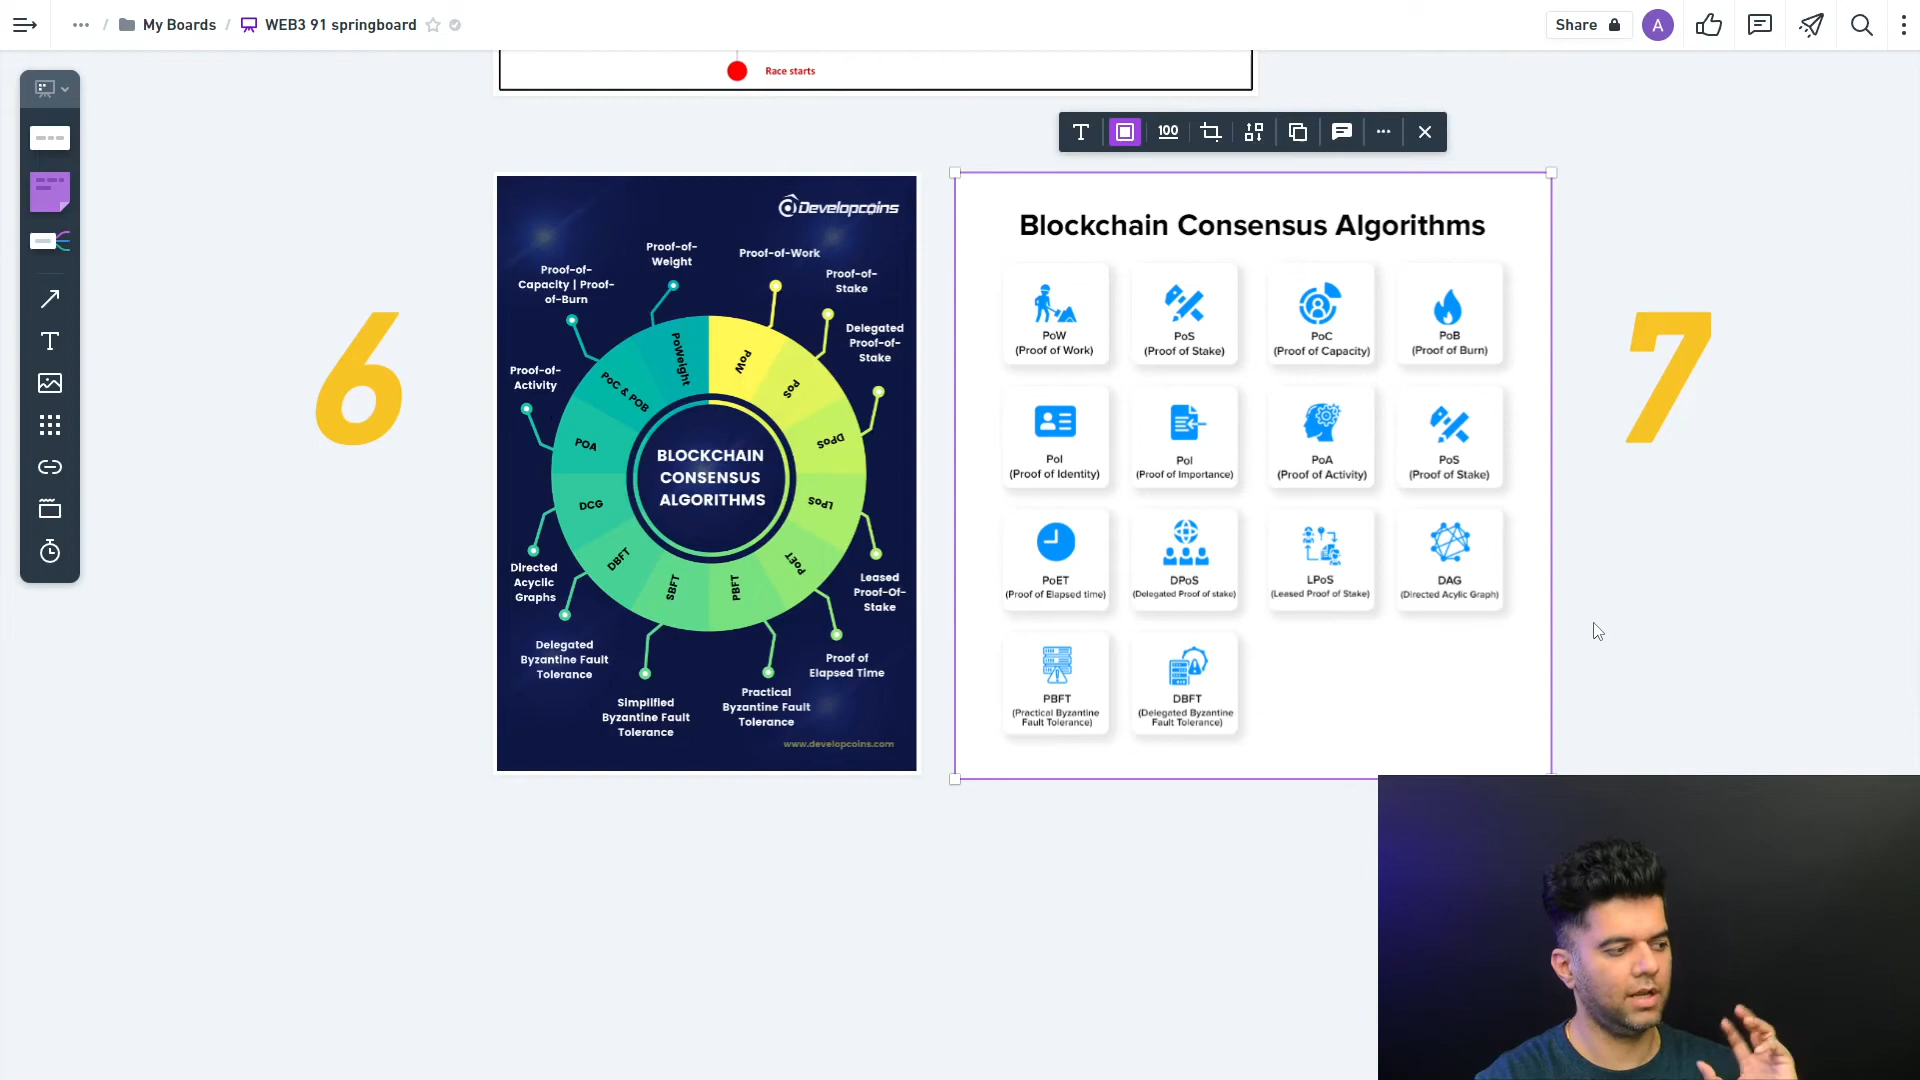 My Boards
WEB3 91 springboard
Share
A
Race starts
T
100
6
Developcoins
Proof-of-
Weight
Proof-of-Work
Proof-of-
Capacity | Proof-
of-Burn
Proof-of-
Stake
Delegated
Proof-of-
Stake
Proof-of-
Activity
PoWeight
PoW
PoC & POB
PoS
POA
DPoS
DCG
LPoS
DBFT
SBFT
PBFT
PoET
BLOCKCHAIN
CONSENSUS
ALGORITHMS
Directed
Acyclic
Graphs
Leased
Proof-Of-
Stake
Delegated
Byzantine Fault
Tolerance
Proof of
Elapsed Time
Simplified
Byzantine Fault
Tolerance
Practical
Byzantine Fault
Tolerance
www.developcoins.com
Blockchain Consensus Algorithms
PoW
(Proof of Work)
PoS
(Proof of Stake)
PoC
(Proof of Capacity)
PoB
(Proof of Burn)
PoI
(Proof of Identity)
PoI
(Proof of Importance)
PoA
(Proof of Activity)
PoS
(Proof of Stake)
PoET
(Proof of Elapsed time)
DPoS
(Delegated Proof of stake)
LPoS
(Leased Proof of Stake)
DAG
(Directed Acylic Graph)
PBFT
(Practical Byzantine
Fault Tolerance)
DBFT
(Delegated Byzantine
Fault Tolerance)
7